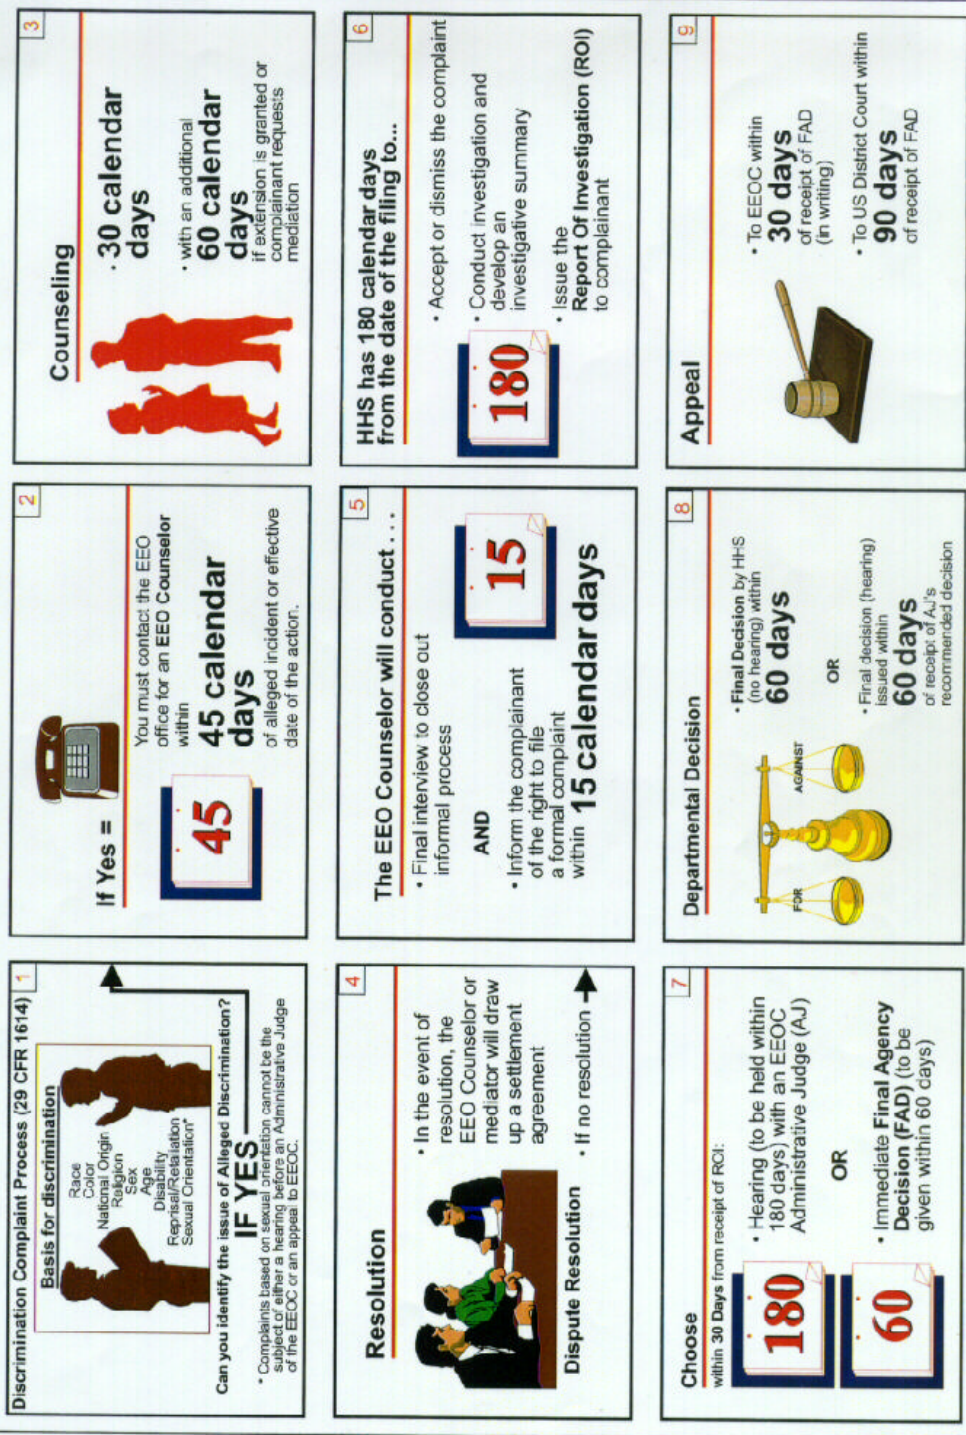 1
Discrimination Complaint Process (29 CFR 1614)
Basis for discrimination
Race
Color
National Origin
Religion
Sex
Age
Disability
Reprisal/Retaliation
Sexual Orientation*
Can you identify the issue of Alleged Discrimination?
IF YES
* Complaints based on sexual orientation cannot be the
subject of either a hearing before an Administrative Judge
of the EEOC or an appeal to EEOC.
2
If Yes =
You must contact the EEO
office for an EEO Counselor
within
45 calendar
days
of alleged incident or effective
date of the action.
45
3
Counseling
· 30 calendar
days
• with an additional
60 calendar
days
if extension is granted or
complainant requests
mediation
4
Resolution
• In the event of
resolution, the
EEO Counselor or
mediator will draw
up a settlement
agreement
Dispute Resolution
• If no resolution
5
The EEO Counselor will conduct . . .
• Final interview to close out
informal process
AND
• Inform the complainant
of the right to file
a formal complaint
within 15 calendar days
15
6
HHS has 180 calendar days
from the date of the filing to...
• Accept or dismiss the complaint
• Conduct investigation and
develop an
investigative summary
• Issue the
Report Of Investigation (ROI)
to complainant
180
7
Choose
within 30 Days from receipt of ROI:
• Hearing (to be held within
180 days) with an EEOC
Administrative Judge (AJ)
OR
• Immediate Final Agency
Decision (FAD) (to be
given within 60 days)
180
60
8
Departmental Decision
FOR
AGAINST
• Final Decision by HHS
(no hearing) within
60 days
OR
• Final decision (hearing)
issued within
60 days
of receipt of AJ's
recommended decision
9
Appeal
• To EEOC within
30 days
of receipt of FAD
(in writing)
• To US District Court within
90 days
of receipt of FAD